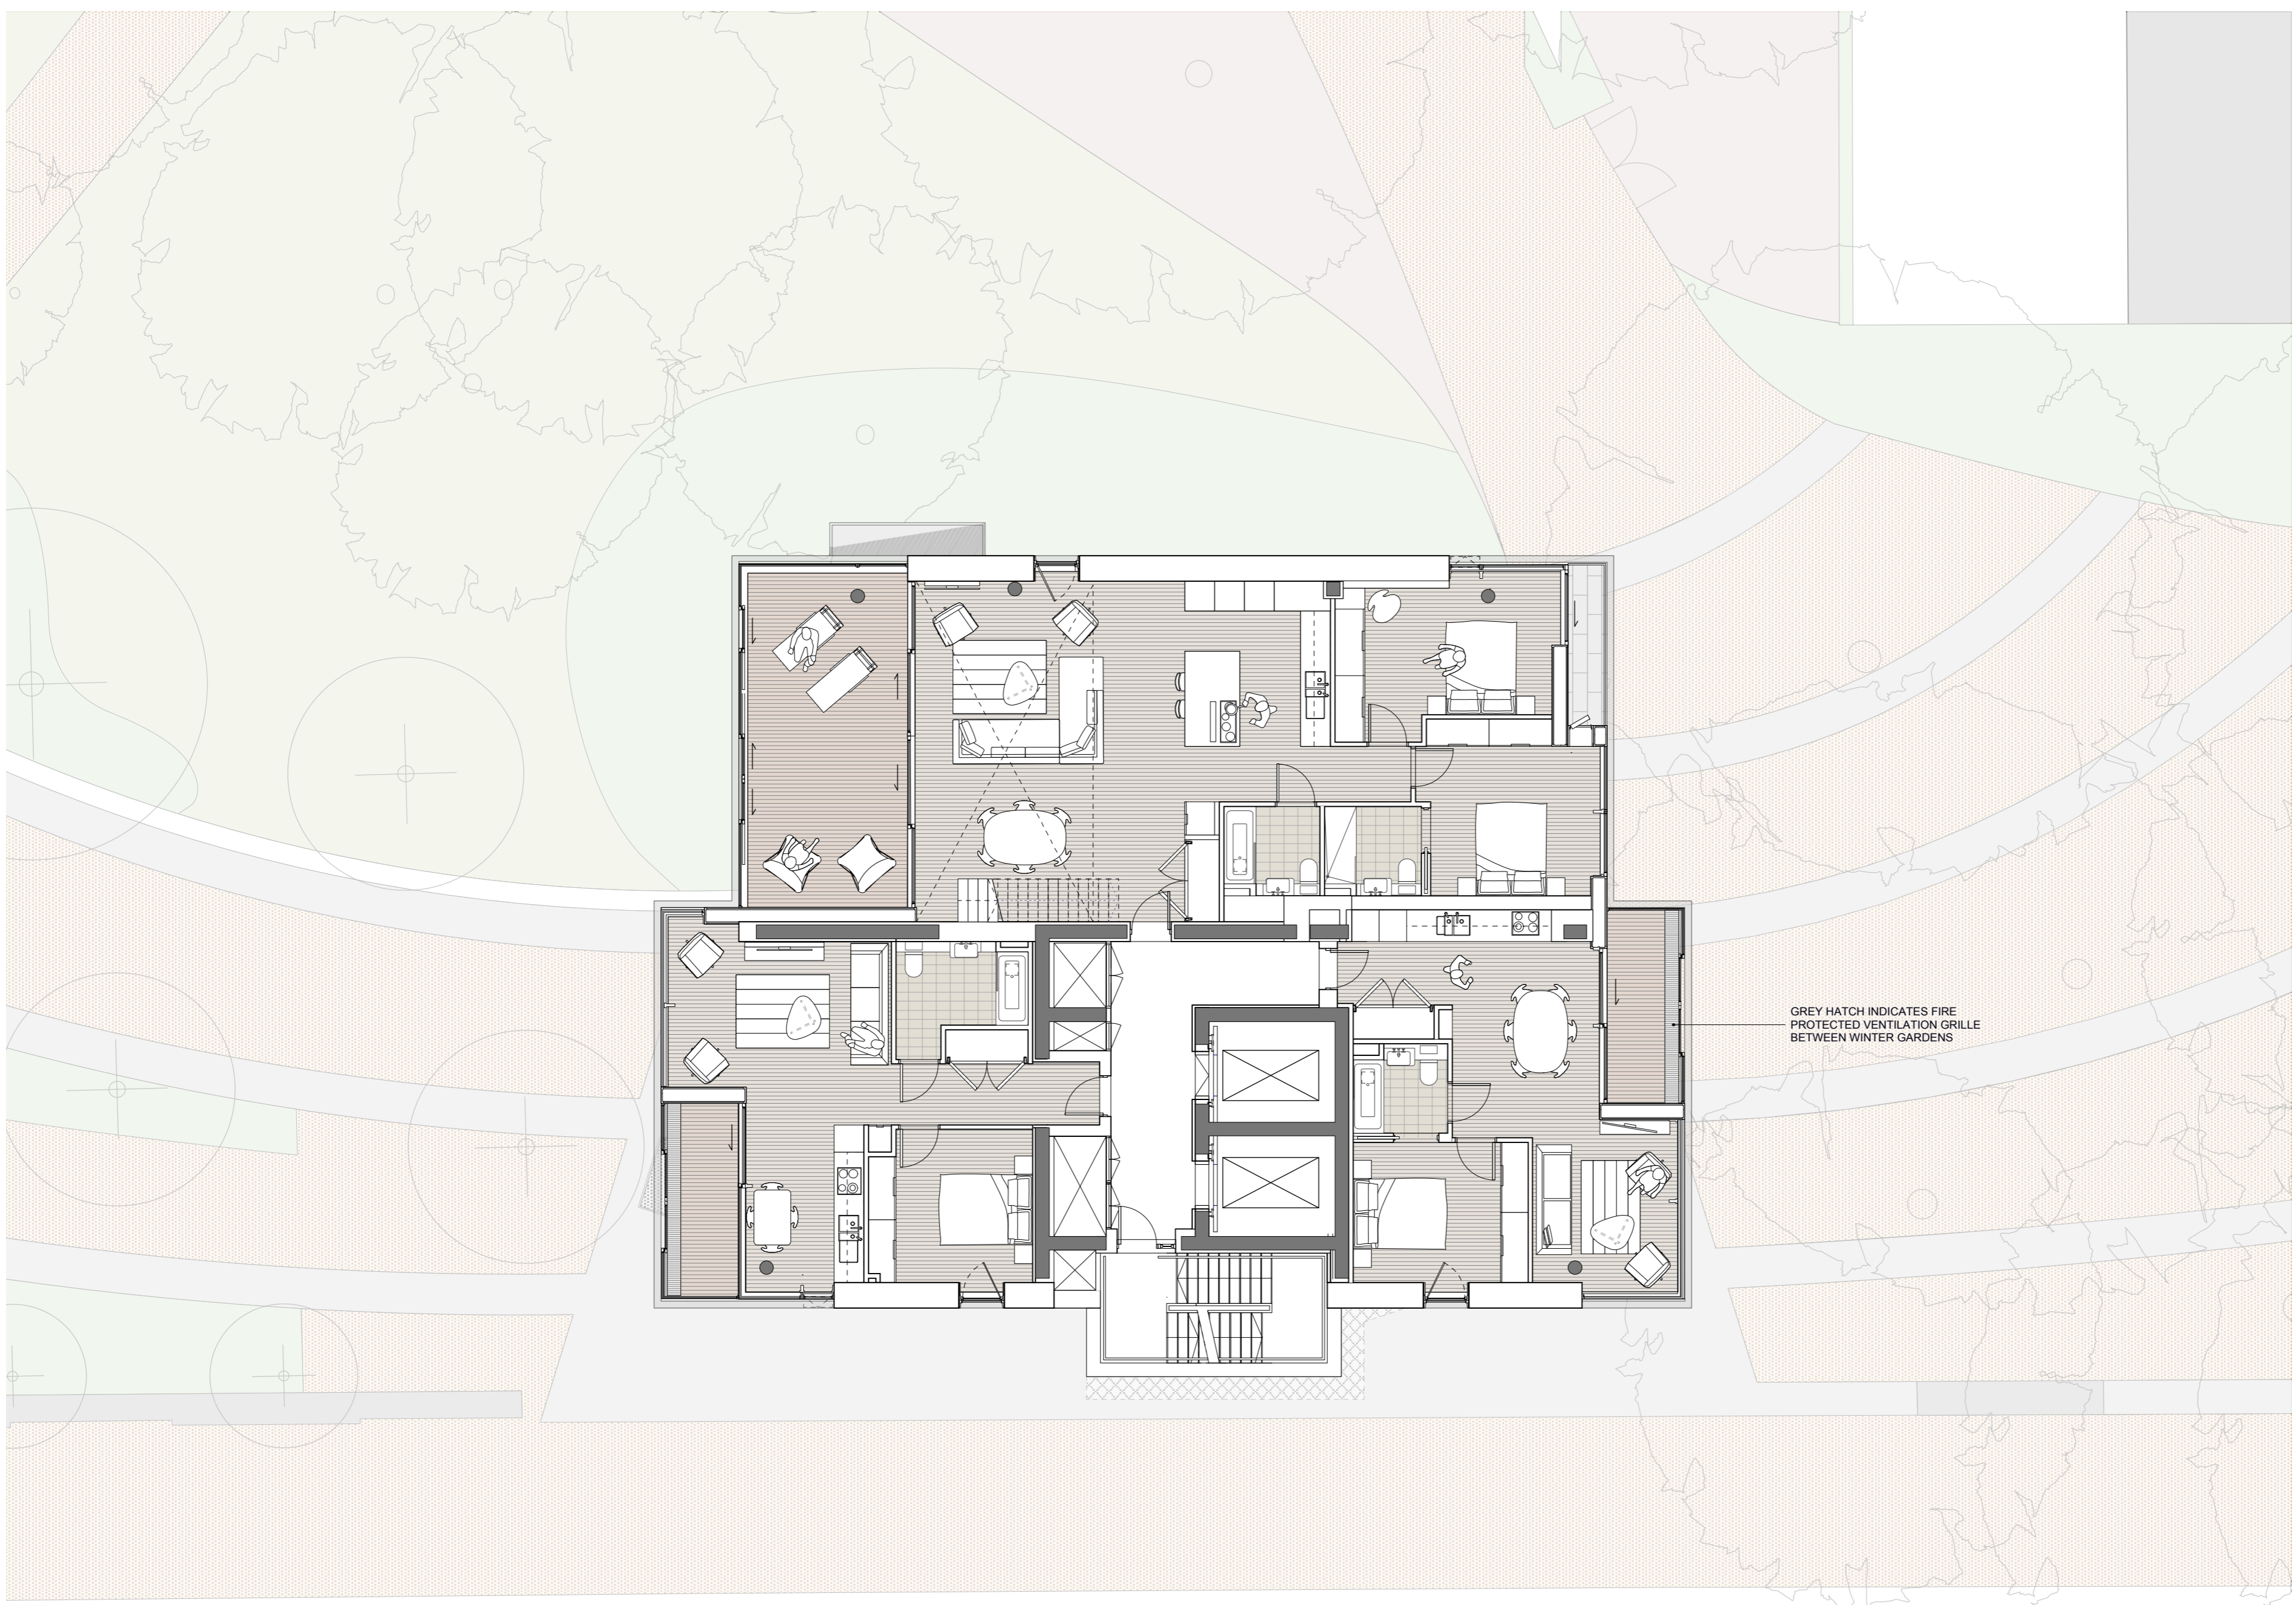 GREY HATCH INDICATES FIRE
PROTECTED VENTILATION GRILLE
BETWEEN WINTER GARDENS